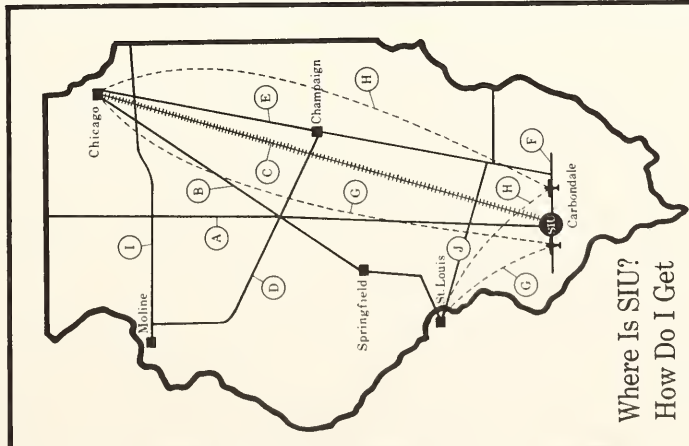 Chicago
E
H
Champaign
C
B
G
A
I
Moline
D
Springfield
St. Louis
J
H
F
G
SIU
Carbondale
Where Is SIU?
How Do I Get